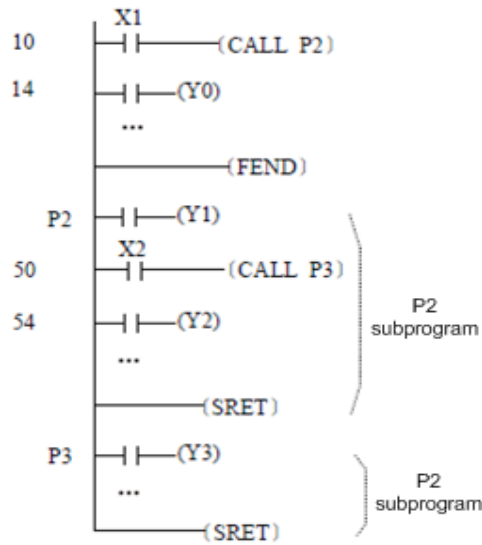 X1
10 (CALL P2)
14 (Y0)
...
(FEND)
P2 (Y1)
X2
50 (CALL P3)
54 (Y2)
...
P2
subprogram
(SRET)
P3 (Y3)
...
P2
subprogram
(SRET)